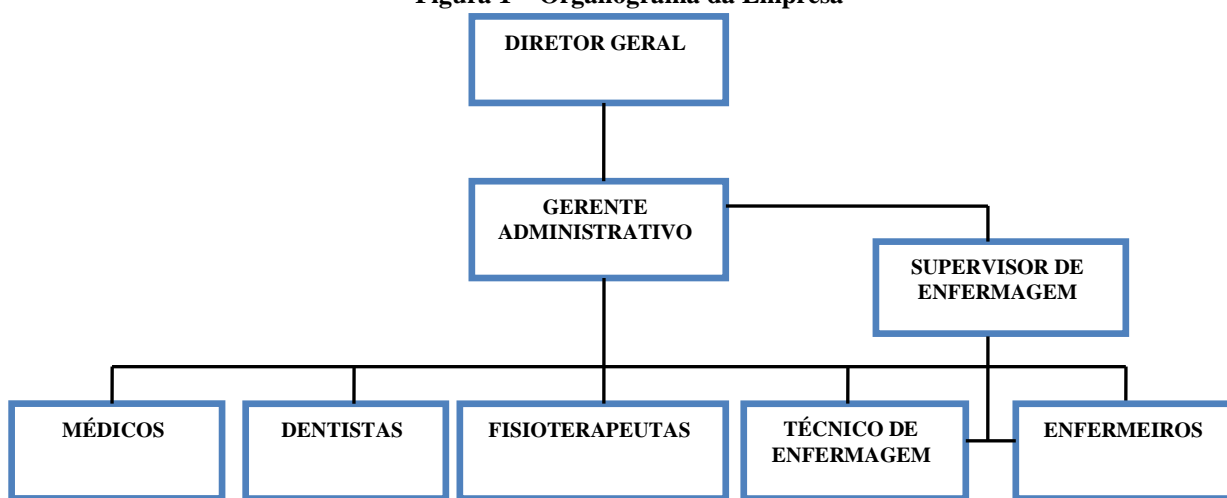 Figura 1 – Organograma da Empresa
DIRETOR GERAL
GERENTE
ADMINISTRATIVO
SUPERVISOR DE
ENFERMAGEM
MÉDICOS
DENTISTAS
FISIOTERAPEUTAS
TÉCNICO DE
ENFERMAGEM
ENFERMEIROS